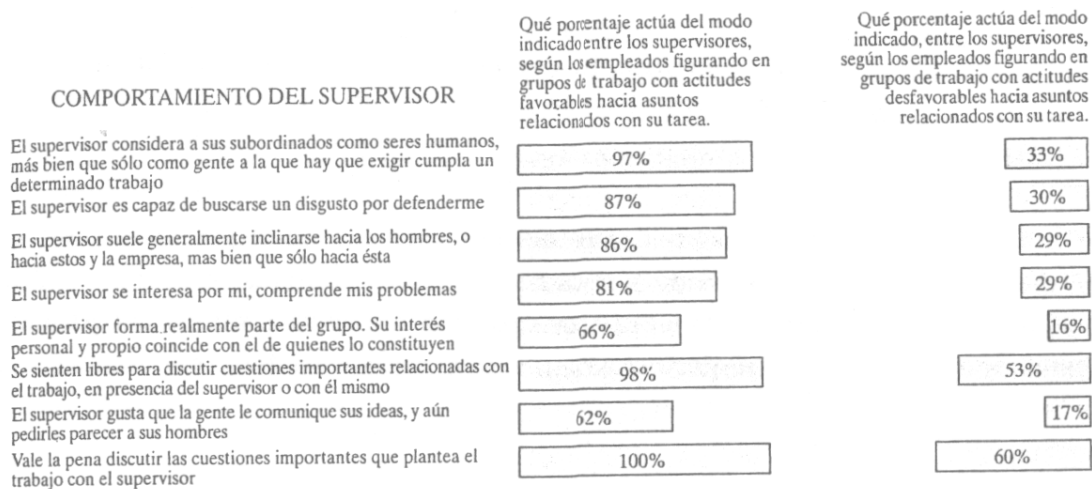 Qué porcentaje actúa del modo
indicado entre los supervisores,
según los empleados figurando en
grupos de trabajo con actitudes
favorables hacia asuntos
relacionados con su tarea.
Qué porcentaje actúa del modo
indicado, entre los supervisores,
según los empleados figurando en
grupos de trabajo con actitudes
desfavorables hacia asuntos
relacionados con su tarea.
COMPORTAMIENTO DEL SUPERVISOR
El supervisor considera a sus subordinados como seres humanos,
más bien que sólo como gente a la que hay que exigir cumpla un
determinado trabajo
97%
33%
El supervisor es capaz de buscarse un disgusto por defenderme
87%
30%
El supervisor suele generalmente inclinarse hacia los hombres, o
hacia estos y la empresa, mas bien que sólo hacia ésta
86%
29%
El supervisor se interesa por mi, comprende mis problemas
81%
29%
El supervisor forma realmente parte del grupo. Su interés
personal y propio coincide con el de quienes lo constituyen
66%
16%
Se sienten libres para discutir cuestiones importantes relacionadas con
el trabajo, en presencia del supervisor o con él mismo
98%
53%
El supervisor gusta que la gente le comunique sus ideas, y aún
pedirles parecer a sus hombres
62%
17%
Vale la pena discutir las cuestiones importantes que plantea el
trabajo con el supervisor
100%
60%